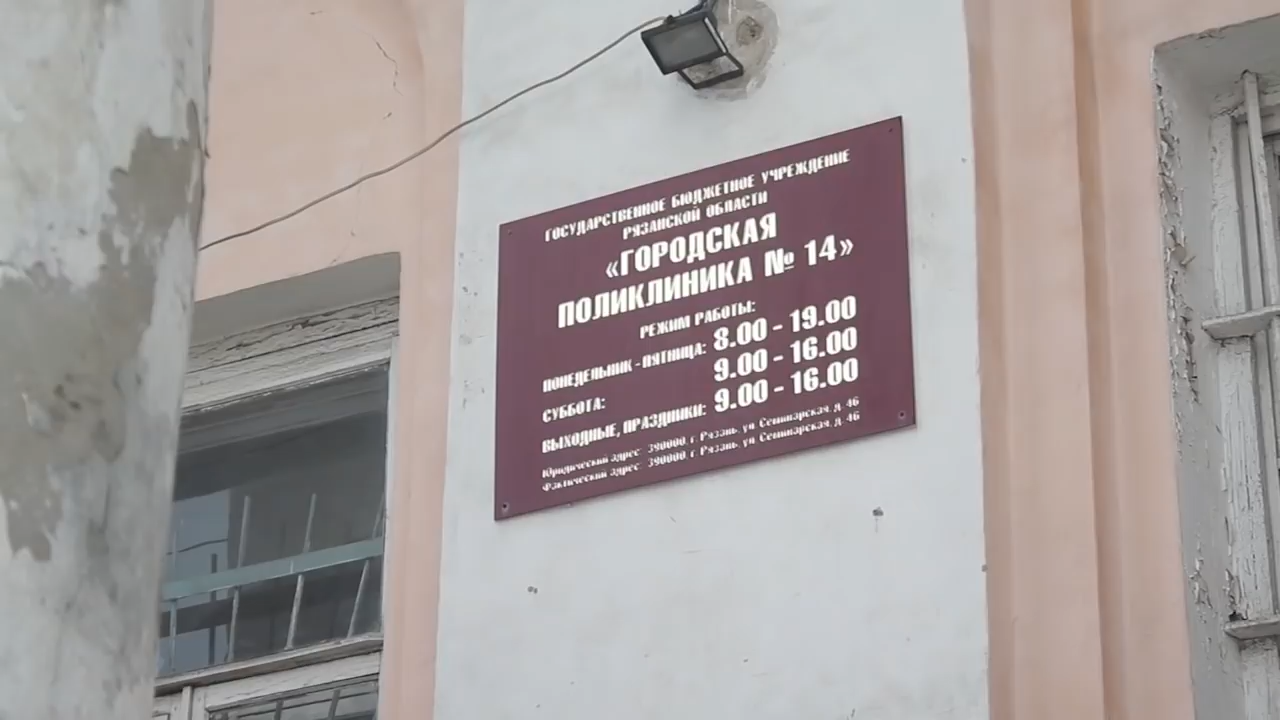 ГОСУДАРСТВЕННОЕ БЮДЖЕТНОЕ УЧРЕЖДЕНИЕ
РЯЗАНСКОЙ ОБЛАСТИ
«ГОРОДСКАЯ
ПОЛИКЛИНИКА № 14»
РЕЖИМ РАБОТЫ:
ПОНЕДЕЛЬНИК - ПЯТНИЦА: 8.00 - 19.00
СУББОТА: 9.00 - 16.00
ВЫХОДНЫЕ, ПРАЗДНИКИ: 9.00 - 16.00
Юридический адрес: 390000, г. Рязань, ул. Семинарская, д. 46
Фактический адрес: 390000, г. Рязань, ул. Семинарская, д. 46